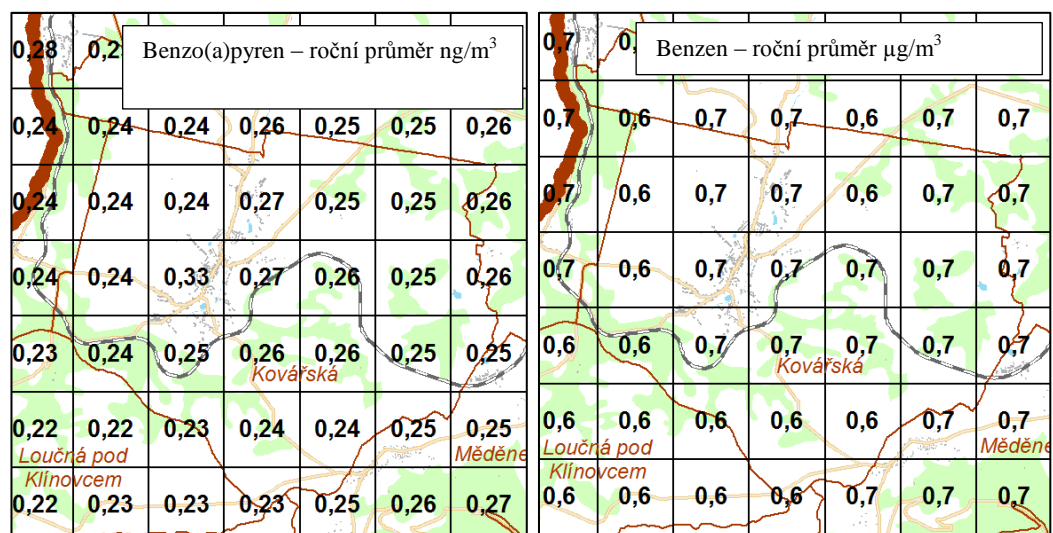 Benzo(a)pyren – roční průměr ng/m³
0,28 0,2
0,24 0,24 0,24 0,26 0,25 0,25 0,26
0,24 0,24 0,24 0,27 0,25 0,25 0,26
0,24 0,24 0,33 0,27 0,26 0,25 0,26
0,23 0,24 0,25 0,26 0,26 0,25 0,25
Kovářská
0,22 0,22 0,23 0,24 0,24 0,25 0,25
Loučná pod
Klínovcem
Měděne
0,22 0,23 0,23 0,23 0,25 0,26 0,27
Benzen – roční průměr µg/m³
0,7 0,
0,7 0,6 0,7 0,7 0,6 0,7 0,7
0,7 0,6 0,7 0,7 0,6 0,7 0,7
0,7 0,6 0,7 0,7 0,7 0,7 0,7
0,6 0,6 0,7 0,7 0,7 0,7 0,7
Kovářská
0,6 0,6 0,6 0,6 0,6 0,7 0,7
Loučná pod
Klínovcem
Měděne
0,6 0,6 0,6 0,6 0,7 0,7 0,7